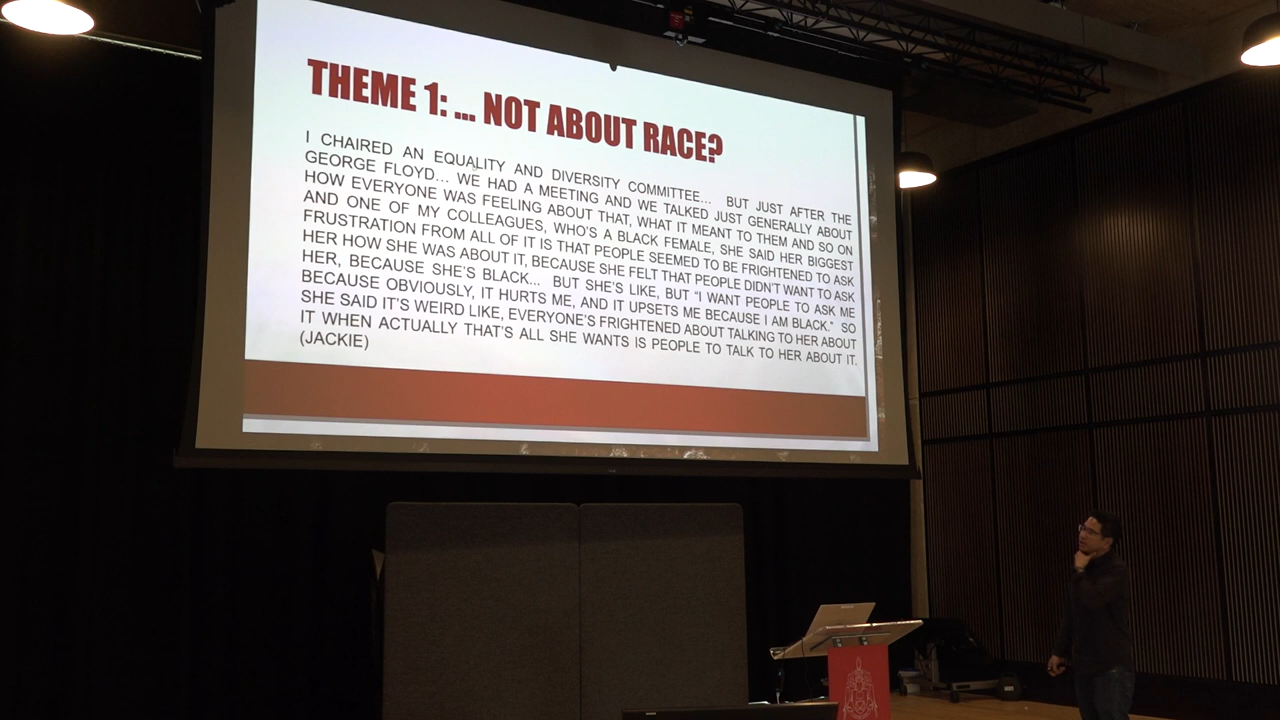 THEME 1: ... NOT ABOUT RACE?
I CHAIRED AN EQUALITY AND DIVERSITY COMMITTEE... BUT JUST AFTER THE
GEORGE FLOYD... WE HAD A MEETING AND WE TALKED JUST GENERALLY ABOUT
HOW EVERYONE WAS FEELING ABOUT THAT, WHAT IT MEANT TO THEM AND SO ON
AND ONE OF MY COLLEAGUES, WHO'S A BLACK FEMALE, SHE SAID HER BIGGEST
FRUSTRATION FROM ALL OF IT IS THAT PEOPLE SEEMED TO BE FRIGHTENED TO ASK
HER HOW SHE WAS ABOUT IT, BECAUSE SHE FELT THAT PEOPLE DIDN'T WANT TO ASK
HER, BECAUSE SHE'S BLACK... BUT SHE'S LIKE, BUT "I WANT PEOPLE TO ASK ME
BECAUSE OBVIOUSLY, IT HURTS ME, AND IT UPSETS ME BECAUSE I AM BLACK." SO
SHE SAID IT'S WEIRD LIKE, EVERYONE'S FRIGHTENED ABOUT TALKING TO HER ABOUT
IT WHEN ACTUALLY THAT'S ALL SHE WANTS IS PEOPLE TO TALK TO HER ABOUT IT.
(JACKIE)